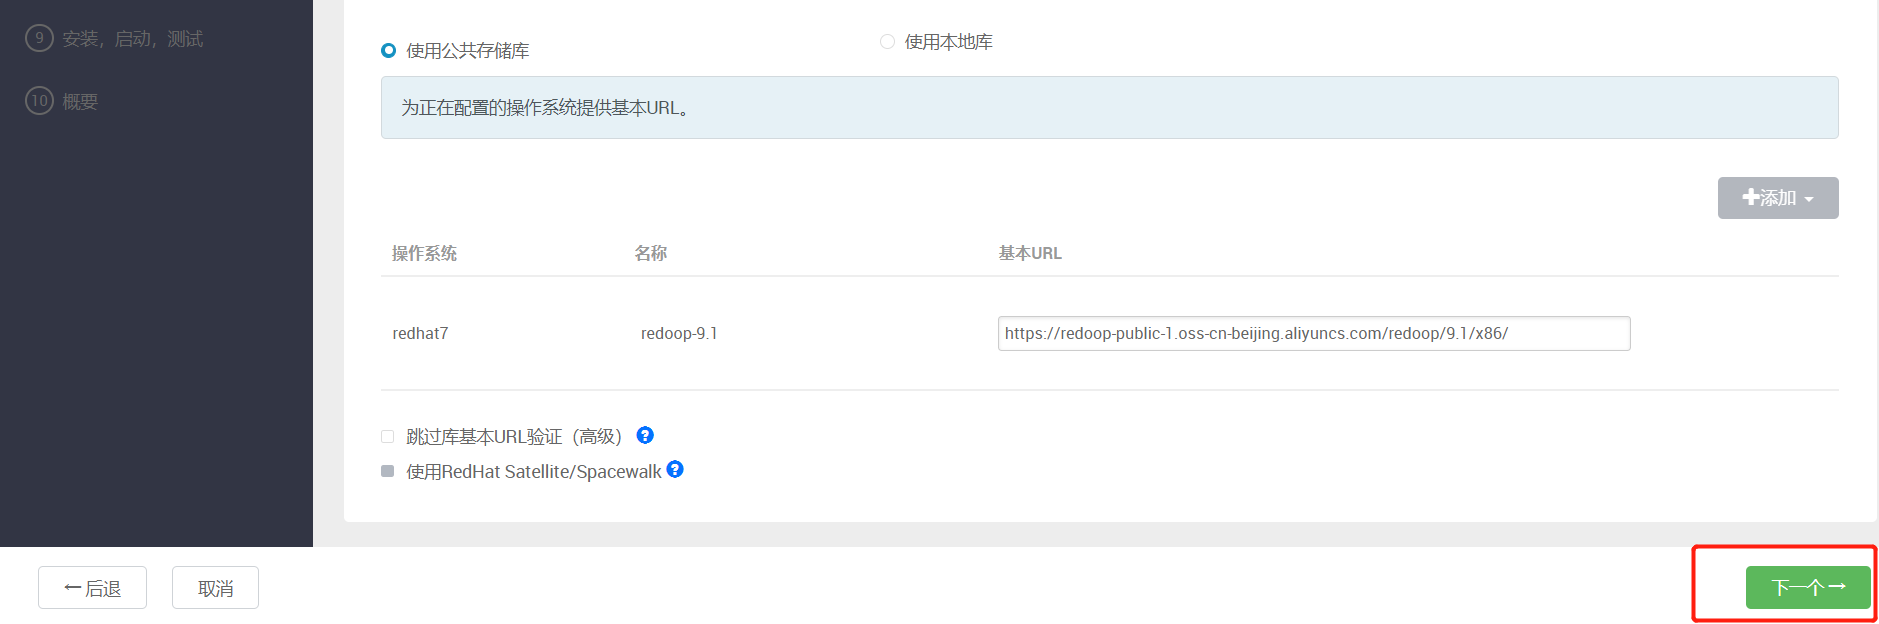 9 安装，启动，测试
10 概要
使用公共存储库
使用本地库
为正在配置的操作系统提供基本URL。
添加
操作系统 名称 基本URL
redhat7 redoop-9.1 https://redoop-public-1.oss-cn-beijing.aliyuncs.com/redoop/9.1/x86/
跳过库基本URL验证（高级） ?
使用RedHat Satellite/Spacewalk ?
←后退 取消 下一个→